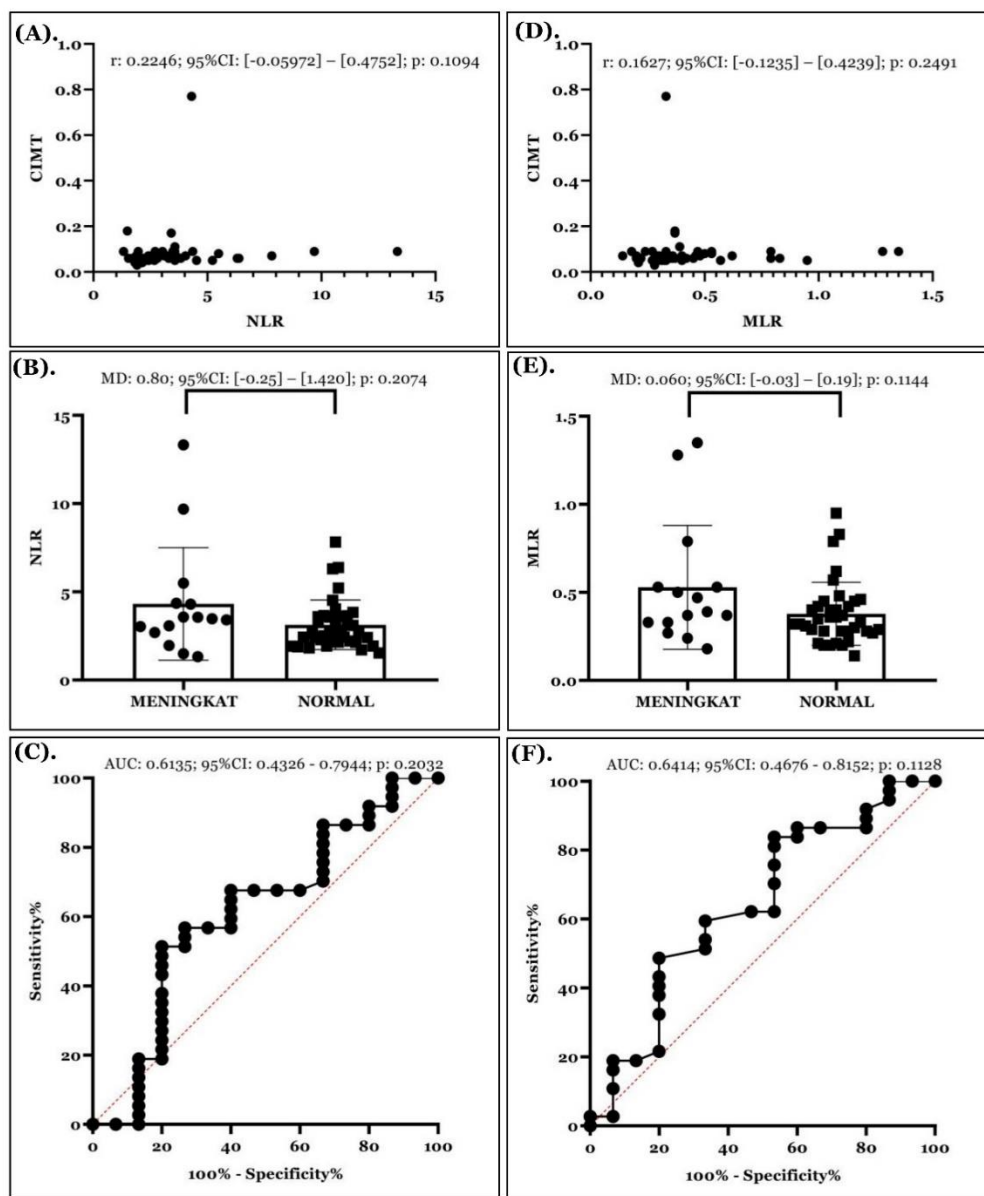 (A).
r: 0.2246; 95%CI: [-0.05972] – [0.4752]; p: 0.1094
1.0
0.8
0.6
0.4
0.2
0.0
CIMT
0 5 10 15
NLR
(D).
r: 0.1627; 95%CI: [-0.1235] – [0.4239]; p: 0.2491
1.0
0.8
0.6
0.4
0.2
0.0
CIMT
0.0 0.5 1.0 1.5
MLR
(B).
MD: 0.80; 95%CI: [-0.25] – [1.420]; p: 0.2074
15
10
5
0
NLR
MENINGKAT NORMAL
(E).
MD: 0.060; 95%CI: [-0.03] – [0.19]; p: 0.1144
1.5
1.0
0.5
0.0
MLR
MENINGKAT NORMAL
(C).
AUC: 0.6135; 95%CI: 0.4326 - 0.7944; p: 0.2032
100
80
60
40
20
0
Sensitivity%
0 20 40 60 80 100
100% - Specificity%
(F).
AUC: 0.6414; 95%CI: 0.4676 - 0.8152; p: 0.1128
100
80
60
40
20
0
Sensitivity%
0 20 40 60 80 100
100% - Specificity%